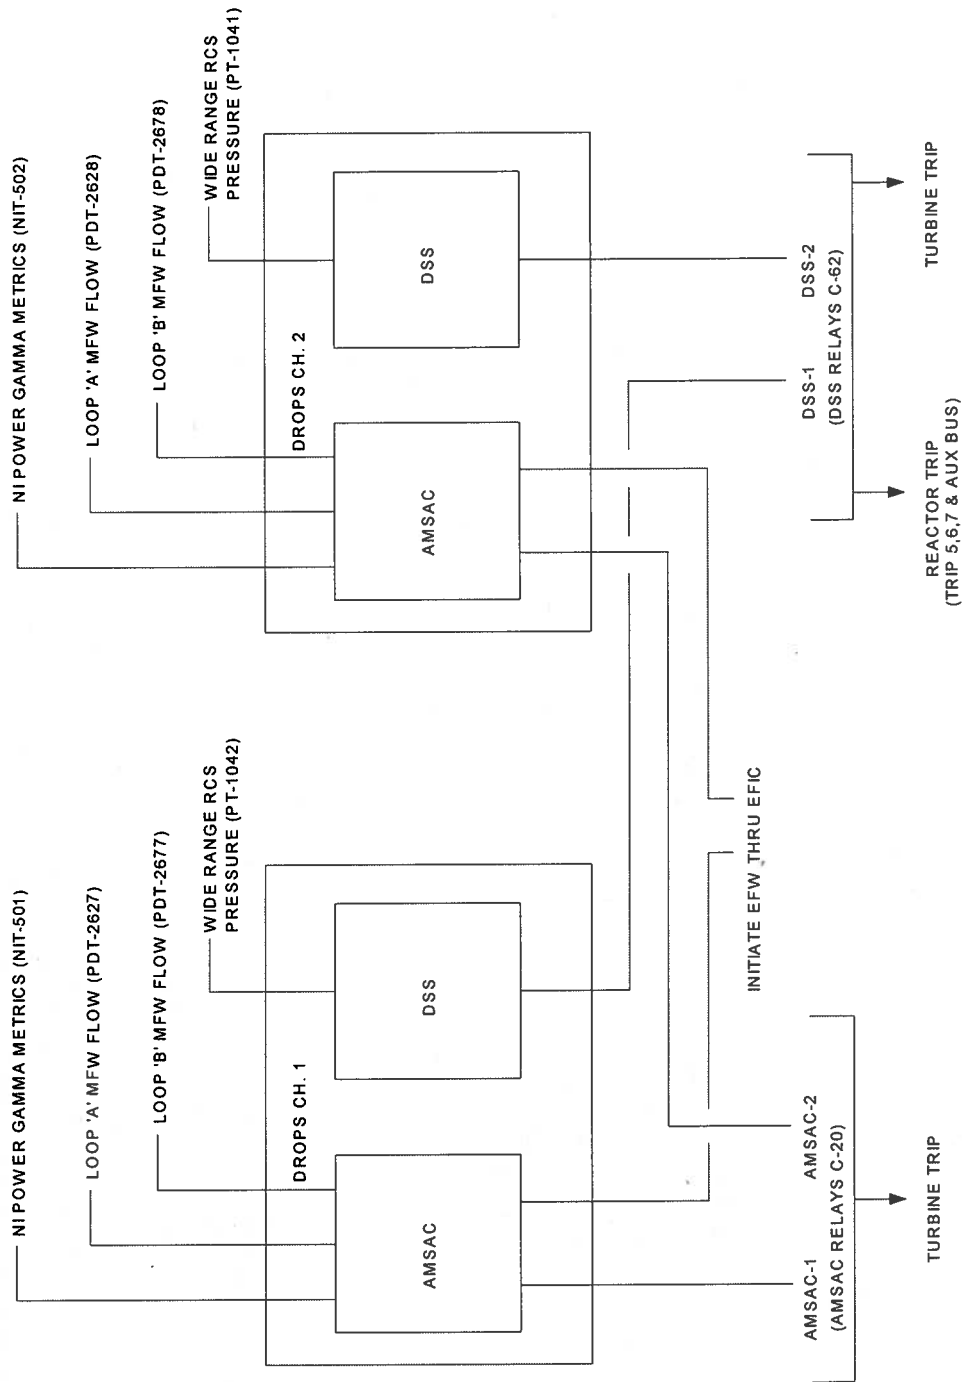 NI POWER GAMMA METRICS (NIT-501)
LOOP 'A' MFW FLOW (PDT-2627)
LOOP 'B' MFW FLOW (PDT-2677)
WIDE RANGE RCS
PRESSURE (PT-1042)
DROPS CH. 1
AMSAC
DSS
NI POWER GAMMA METRICS (NIT-502)
LOOP 'A' MFW FLOW (PDT-2628)
LOOP 'B' MFW FLOW (PDT-2678)
WIDE RANGE RCS
PRESSURE (PT-1041)
DROPS CH. 2
AMSAC
DSS
INITIATE EFW THRU EFIC
AMSAC-1
AMSAC-2
(AMSAC RELAYS C-20)
TURBINE TRIP
DSS-1
DSS-2
(DSS RELAYS C-62)
REACTOR TRIP
(TRIP 5,6,7 & AUX BUS)
TURBINE TRIP